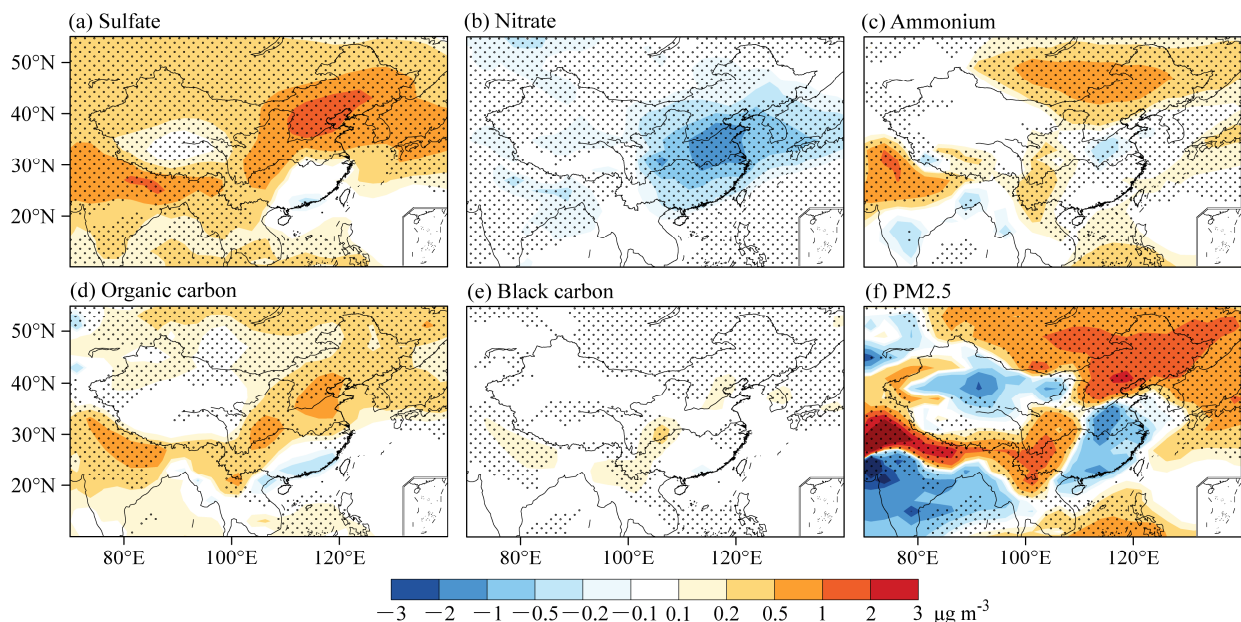 (a) Sulfate
(b) Nitrate
(c) Ammonium
50°N
40°N
30°N
20°N
(d) Organic carbon
(e) Black carbon
(f) PM2.5
50°N
40°N
30°N
20°N
80°E 100°E 120°E 80°E 100°E 120°E 80°E 100°E 120°E
−3 −2 −1 −0.5 −0.2 −0.1 0.1 0.2 0.5 1 2 3 μg m⁻³